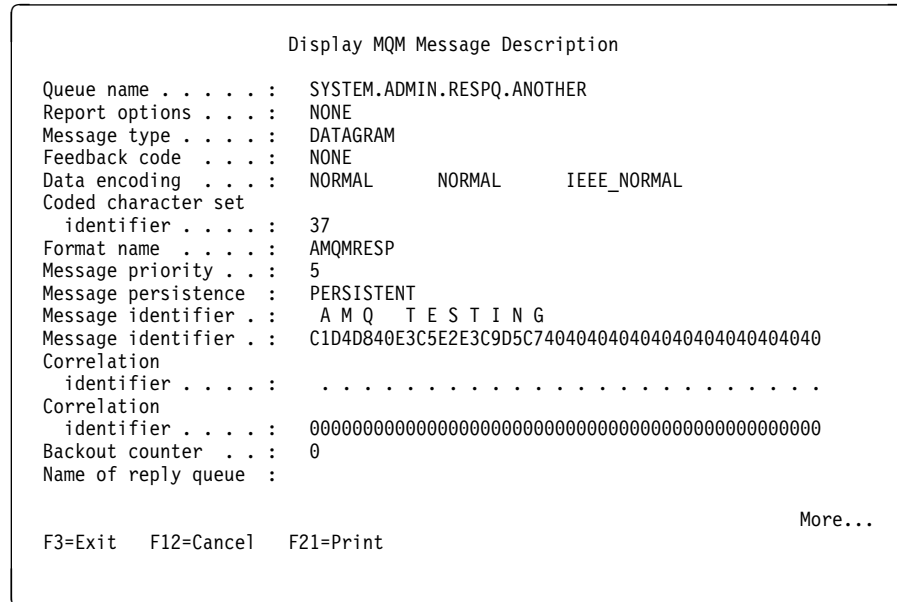 Display MQM Message Description
Queue name . . . . . :   SYSTEM.ADMIN.RESPQ.ANOTHER
Report options . . . :   NONE
Message type . . . . :   DATAGRAM
Feedback code  . . . :   NONE
Data encoding  . . . :   NORMAL      NORMAL      IEEE_NORMAL
Coded character set
  identifier . . . . :   37
Format name  . . . . :   AMQMRESP
Message priority . . :   5
Message persistence  :   PERSISTENT
Message identifier . :    A M Q   T E S T I N G
Message identifier . :   C1D4D840E3C5E2E3C9D5C74040404040404040404040404040
Correlation
  identifier . . . . :    . . . . . . . . . . . . . . . . . . . . . . . .
Correlation
  identifier . . . . :   000000000000000000000000000000000000000000000000
Backout counter  . . :   0
Name of reply queue  :
More...
F3=Exit   F12=Cancel   F21=Print